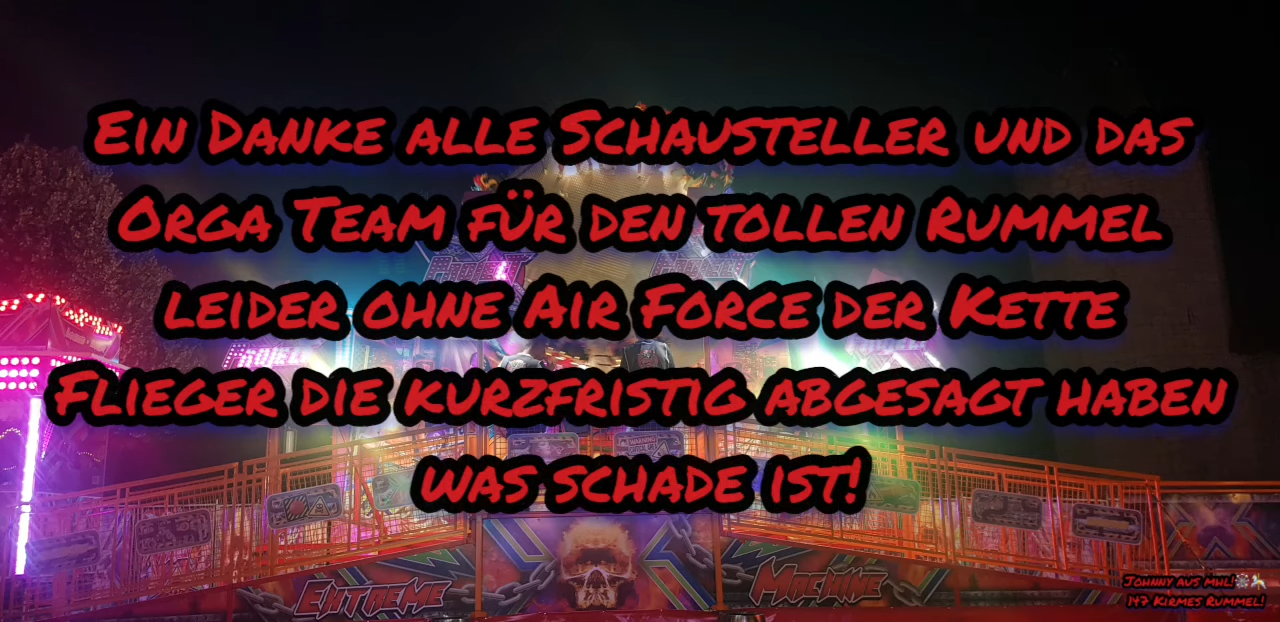 Ein Danke alle Schausteller und das
Orga Team für den tollen Rummel
leider ohne Air Force der Kette
Flieger die kurzfristig abgesagt haben
was schade ist!
WARNING
EXTREME
MACHINE
Johnny aus mhl!🎡🎠
147 Kirmes Rummel!